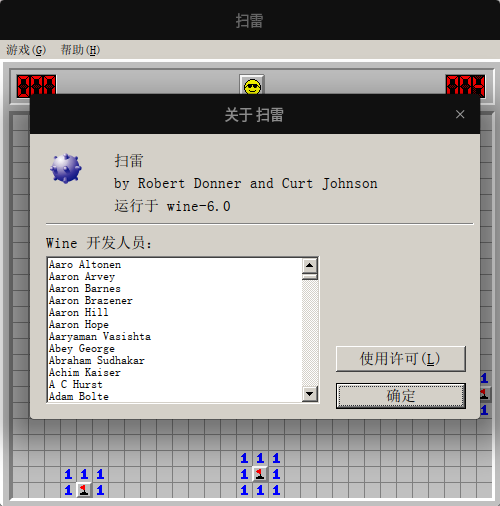 扫雷
游戏(G) 帮助(H)
000 004
关于 扫雷 ×
扫雷
by Robert Donner and Curt Johnson
运行于 wine-6.0
Wine 开发人员:
Aaro Altonen
Aaron Arvey
Aaron Barnes
Aaron Brazener
Aaron Hill
Aaron Hope
Aaryaman Vasishta
Abey George
Abraham Sudhakar
Achim Kaiser
A C Hurst
Adam Bolte
使用许可(L)
确定
1
1
1 1 1
1 1 1 1 1
1 1 1 1